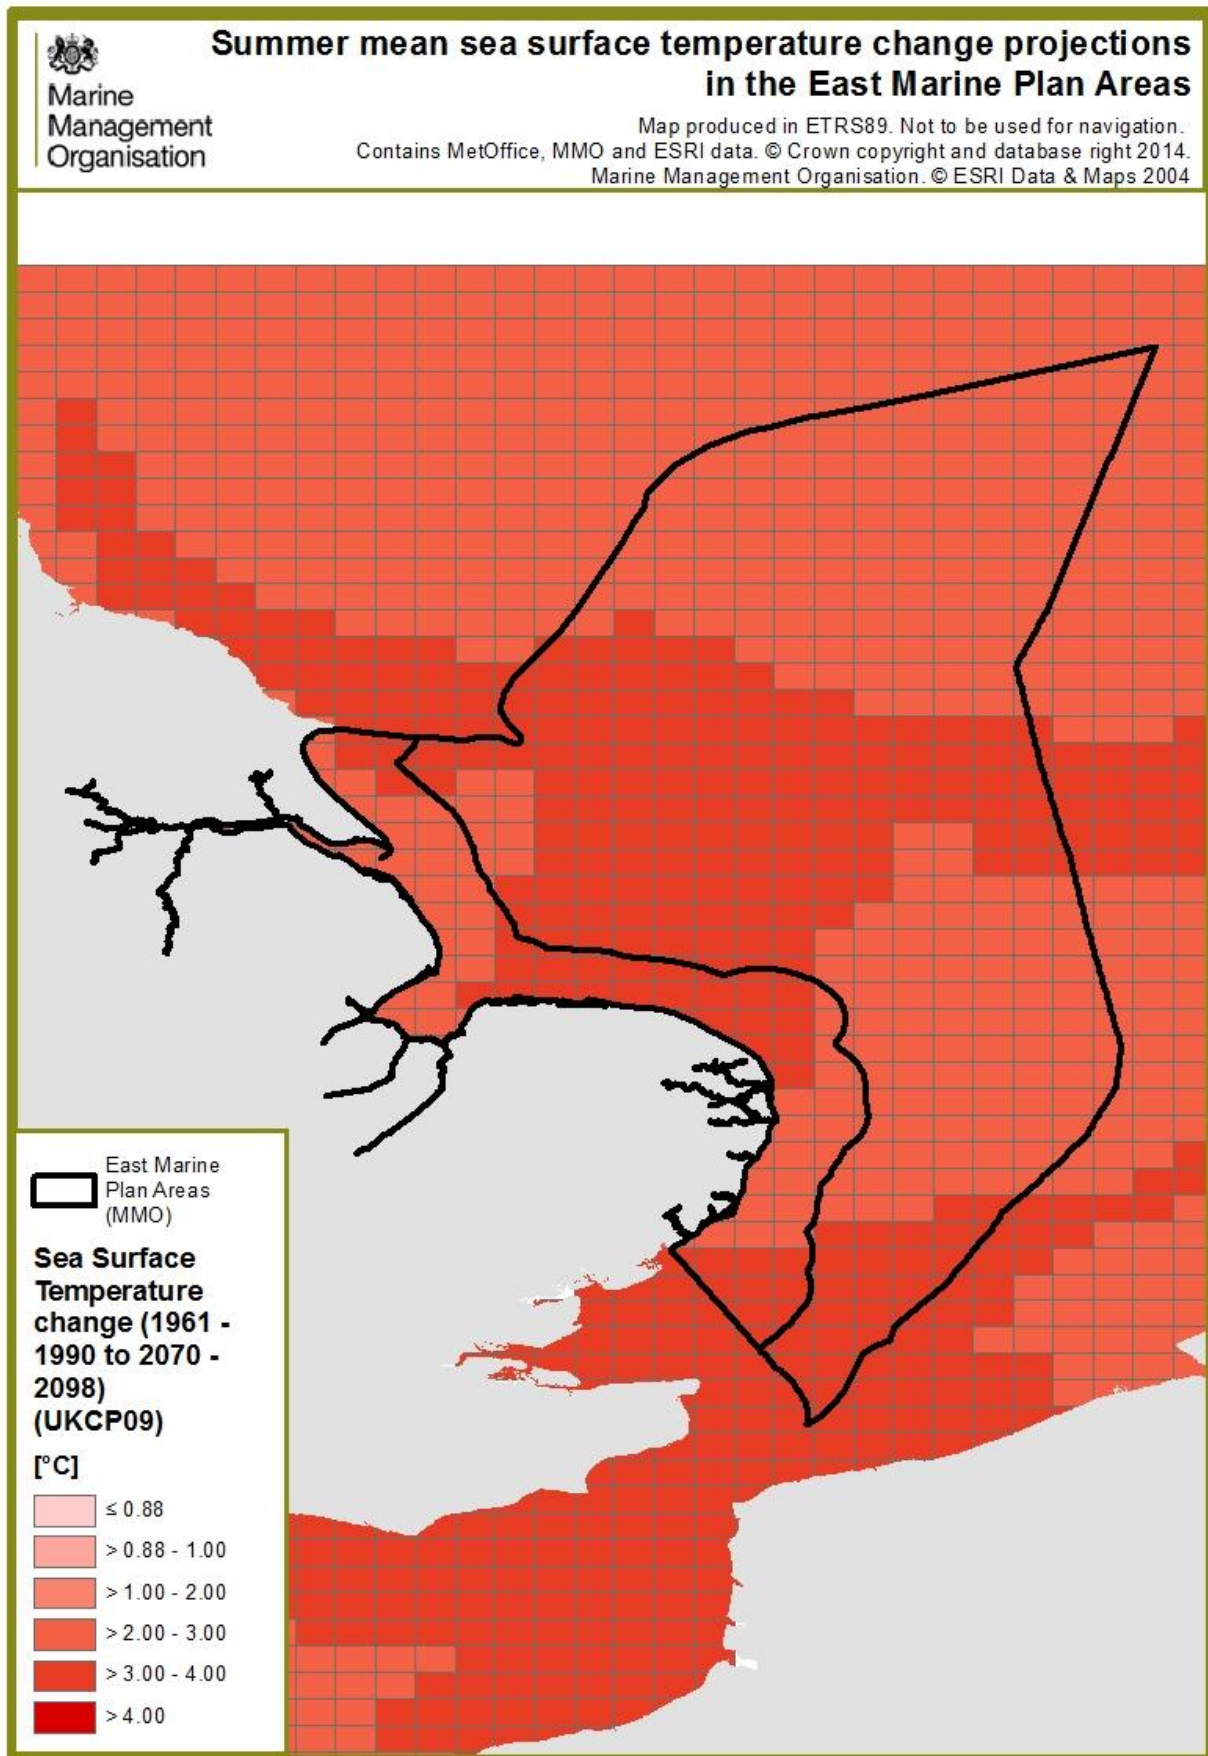 Marine
Management
Organisation
Summer mean sea surface temperature change projections
in the East Marine Plan Areas
Map produced in ETRS89. Not to be used for navigation.
Contains MetOffice, MMO and ESRI data. © Crown copyright and database right 2014.
Marine Management Organisation. © ESRI Data & Maps 2004
East Marine
Plan Areas
(MMO)
Sea Surface
Temperature
change (1961 -
1990 to 2070 -
2098)
(UKCP09)
[°C]
≤ 0.88
> 0.88 - 1.00
> 1.00 - 2.00
> 2.00 - 3.00
> 3.00 - 4.00
> 4.00